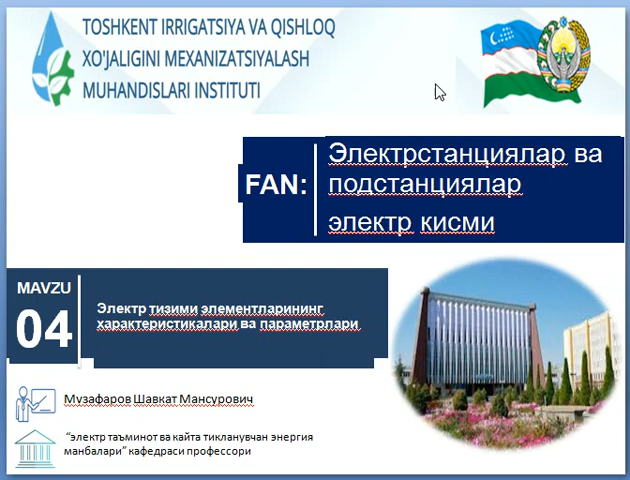 TOSHKENT IRRIGATSIYA VA QISHLOQ
XO'JALIGINI MEXANIZATSIYALASH
MUHANDISLARI INSTITUTI
FAN:
Электрстанциялар ва
подстанциялар
электр кисми
MAVZU
04
Электр тизими элементларининг
характеристикалари ва параметрлари
Музафаров Шавкат Мансурович
“электр таъминот ва кайта тикланувчан энергия
манбалари” кафедраси профессори